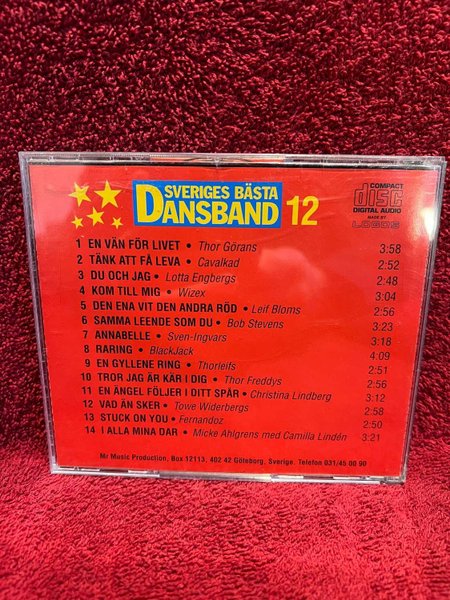 SVERIGES BÄSTA
DANSBAND 12
COMPACT
disc
DIGITAL AUDIO
MADE BY
LOGOS
1 EN VÄN FÖR LIVET • Thor Görans 3:58
2 TÄNK ATT FÅ LEVA • Cavalkad 2:52
3 DU OCH JAG • Lotta Engbergs 2:48
4 KOM TILL MIG • Wizex 3:04
5 DEN ENA VIT DEN ANDRA RÖD • Leif Bloms 2:56
6 SAMMA LEENDE SOM DU • Bob Stevens 3:23
7 ANNABELLE • Sven-Ingvars 3:18
8 RARING • BlackJack 4:09
9 EN GYLLENE RING • Thorleifs 2:51
10 TROR JAG ÄR KÄR I DIG • Thor Freddys 2:56
11 EN ÄNGEL FÖLJER I DITT SPÅR • Christina Lindberg 3:12
12 VAD ÄN SKER • Towe Widerbergs 2:58
13 STUCK ON YOU • Fernandoz 2:50
14 I ALLA MINA DAR • Micke Ahlgrens med Camilla Lindén 3:21
Mr Music Production, Box 12113, 402 42 Göteborg, Sverige. Telefon 031/45 00 90